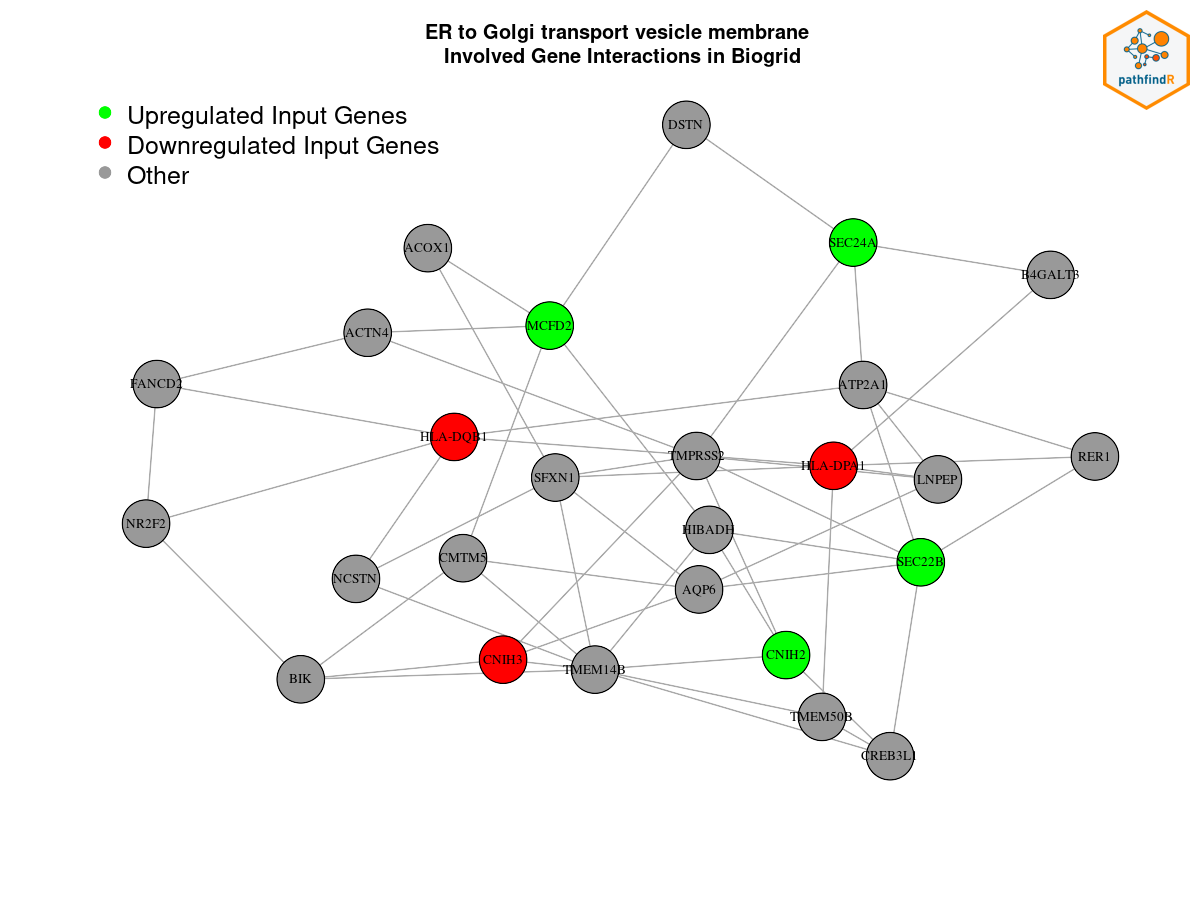 ER to Golgi transport vesicle membrane
Involved Gene Interactions in Biogrid
pathfindR
Upregulated Input Genes
Downregulated Input Genes
Other
DSTN
SEC24A
ACOX1
B4GALT3
MCFD2
ACTN4
FANCD2
ATP2A1
HLA-DQB1
TMPRSS2
HLA-DPA1
RER1
SFXN1
LNPEP
NR2F2
HIBADH
CMTM5
SEC22B
NCSTN
AQP6
CNIH3
CNIH2
TMEM14B
BIK
TMEM50B
CREB3L1